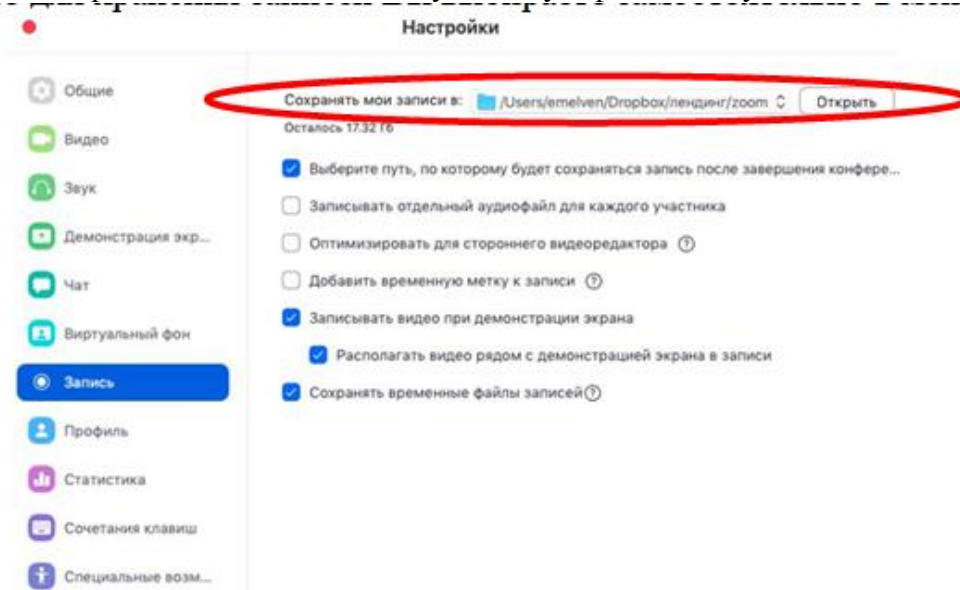 Настройки
Общие
Видео
Звук
Демонстрация экр...
Чат
Виртуальный фон
Запись
Профиль
Статистика
Сочетания клавиш
Специальные возм...
Сохранять мои записи в: /Users/emelven/Dropbox/лендинг/zoom Открыть
Осталось 17.32 Гб
Выберите путь, по которому будет сохраняться запись после завершения конфере...
Записывать отдельный аудиофайл для каждого участника
Оптимизировать для стороннего видеоредактора
Добавить временную метку к записи
Записывать видео при демонстрации экрана
Располагать видео рядом с демонстрацией экрана в записи
Сохранять временные файлы записей